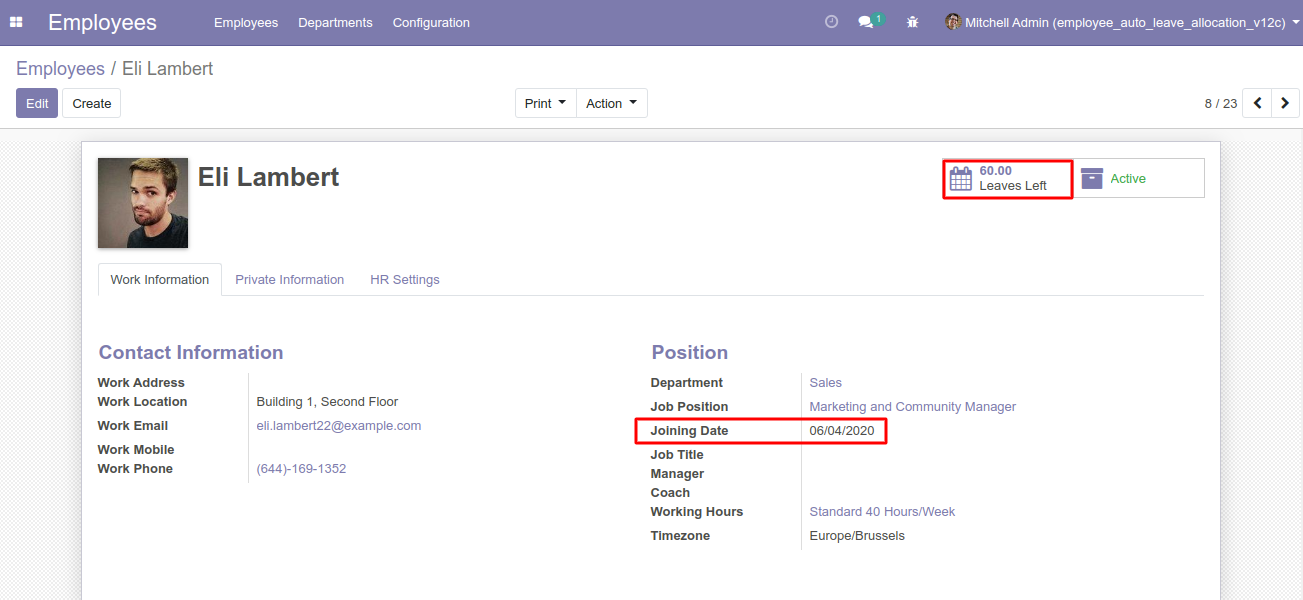 Employees Employees Departments Configuration 1 Mitchell Admin (employee_auto_leave_allocation_v12c)
Employees / Eli Lambert
Edit Create Print Action 8 / 23
Eli Lambert
60.00
Leaves Left
Active
Work Information Private Information HR Settings
Contact Information
Work Address
Work Location Building 1, Second Floor
Work Email eli.lambert22@example.com
Work Mobile
Work Phone (644)-169-1352
Position
Department Sales
Job Position Marketing and Community Manager
Joining Date 06/04/2020
Job Title
Manager
Coach
Working Hours Standard 40 Hours/Week
Timezone Europe/Brussels